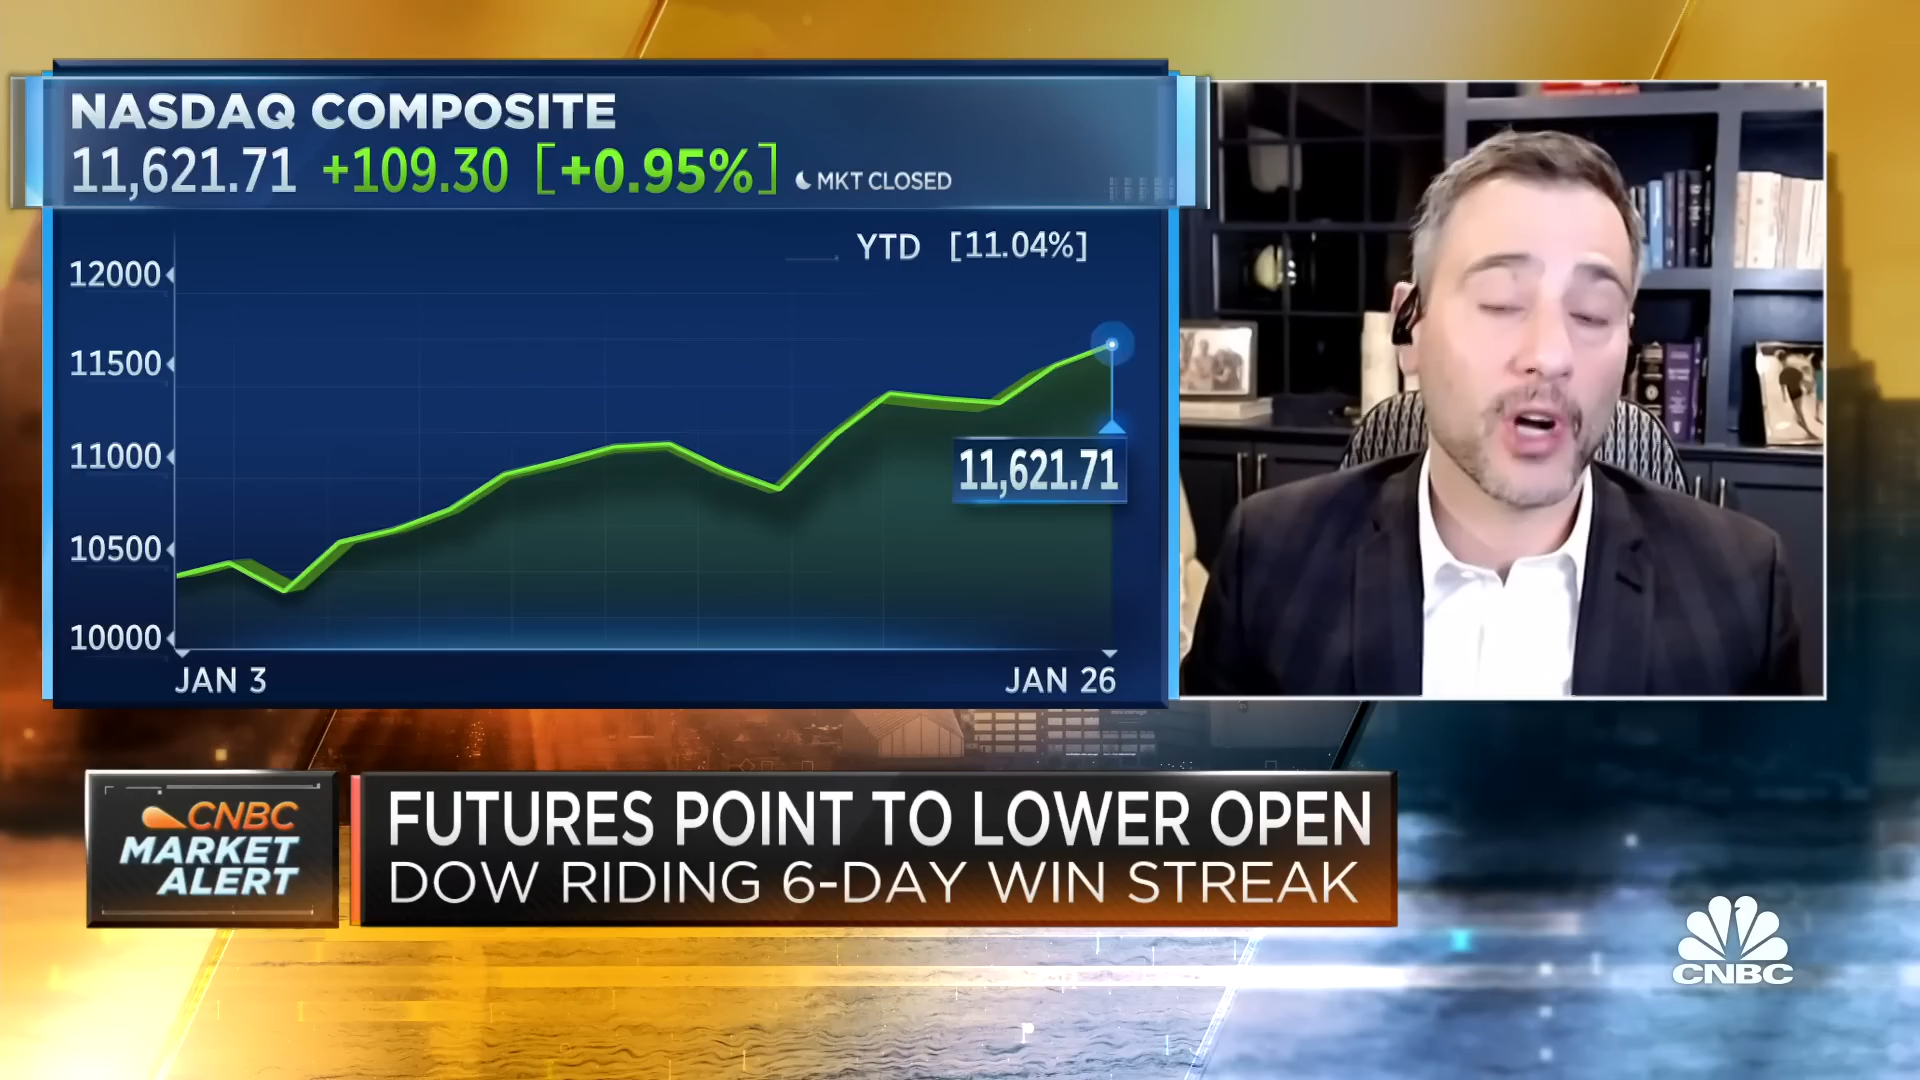 NASDAQ COMPOSITE
11,621.71 +109.30 [+0.95%] MKT CLOSED
YTD [11.04%]
12000
11500
11000
10500
10000
11,621.71
JAN 3
JAN 26
CNBC
MARKET
ALERT
FUTURES POINT TO LOWER OPEN
DOW RIDING 6-DAY WIN STREAK
CNBC